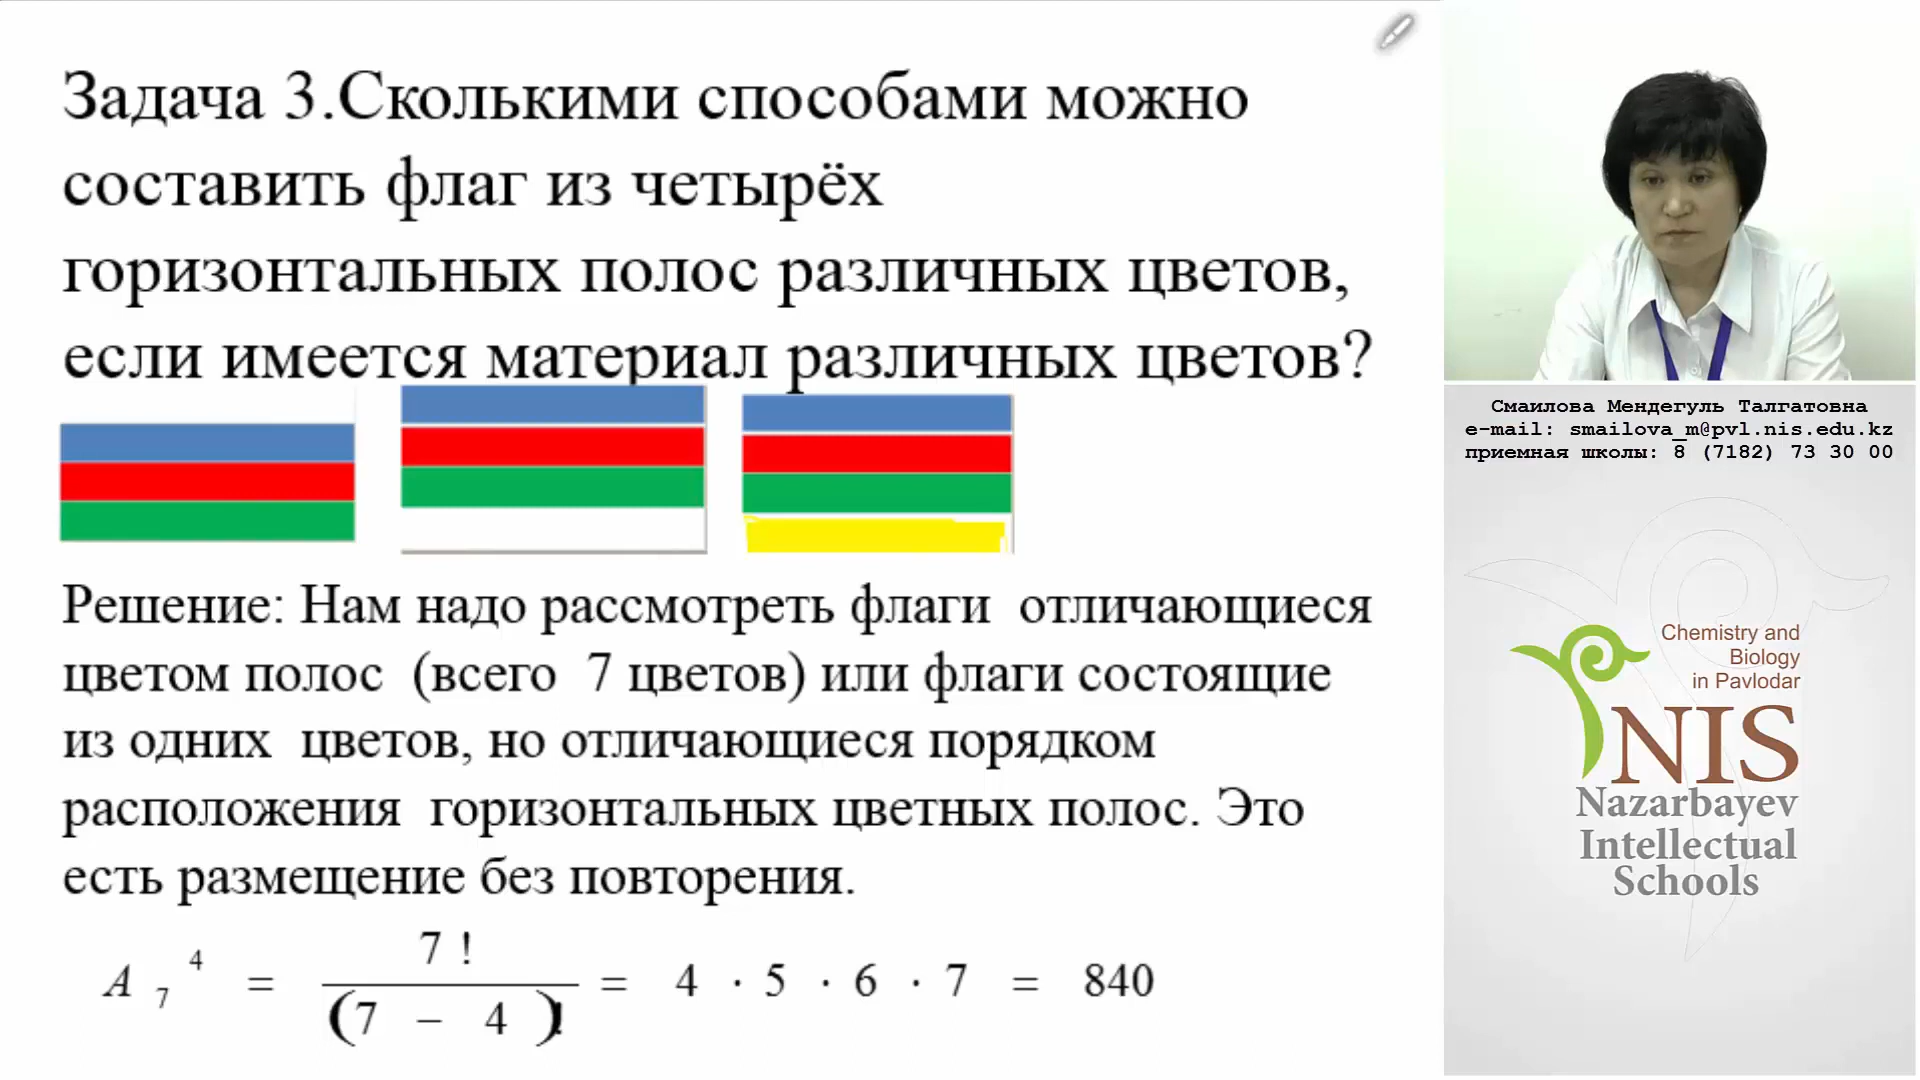 Задача 3.Сколькими способами можно
составить флаг из четырёх
горизонтальных полос различных цветов,
если имеется материал различных цветов?
Решение: Нам надо рассмотреть флаги отличающиеся
цветом полос (всего 7 цветов) или флаги состоящие
из одних цветов, но отличающиеся порядком
расположения горизонтальных цветных полос. Это
есть размещение без повторения.
A₇⁴ = 7 ! / (7 − 4 )! = 4 · 5 · 6 · 7 = 840
Смаилова Мендегуль Талгатовна
e-mail: smailova_m@pvl.nis.edu.kz
приемная школы: 8 (7182) 73 30 00
Chemistry and
Biology
in Pavlodar
NIS
Nazarbayev
Intellectual
Schools